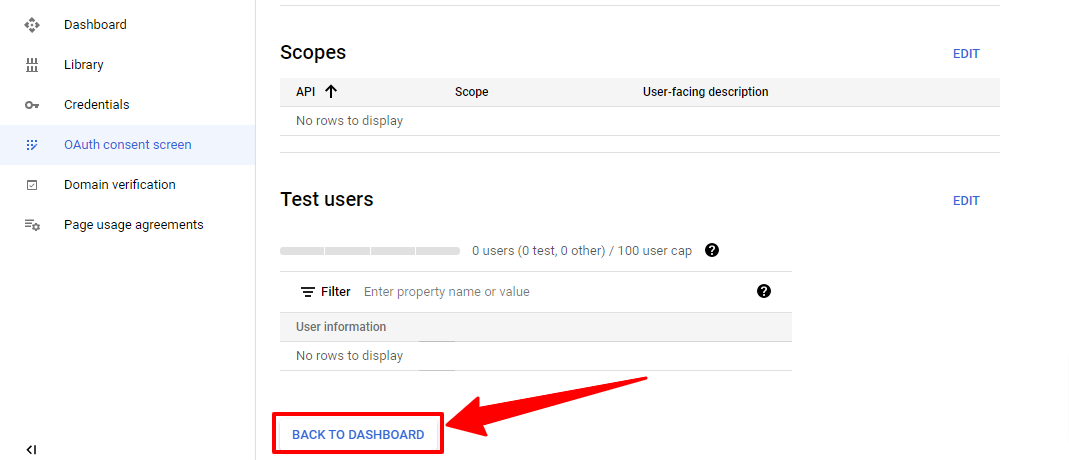 Dashboard
Library
Credentials
OAuth consent screen
Domain verification
Page usage agreements
Scopes
EDIT
API Scope User-facing description
No rows to display
Test users
EDIT
0 users (0 test, 0 other) / 100 user cap
Filter Enter property name or value
User information
No rows to display
BACK TO DASHBOARD